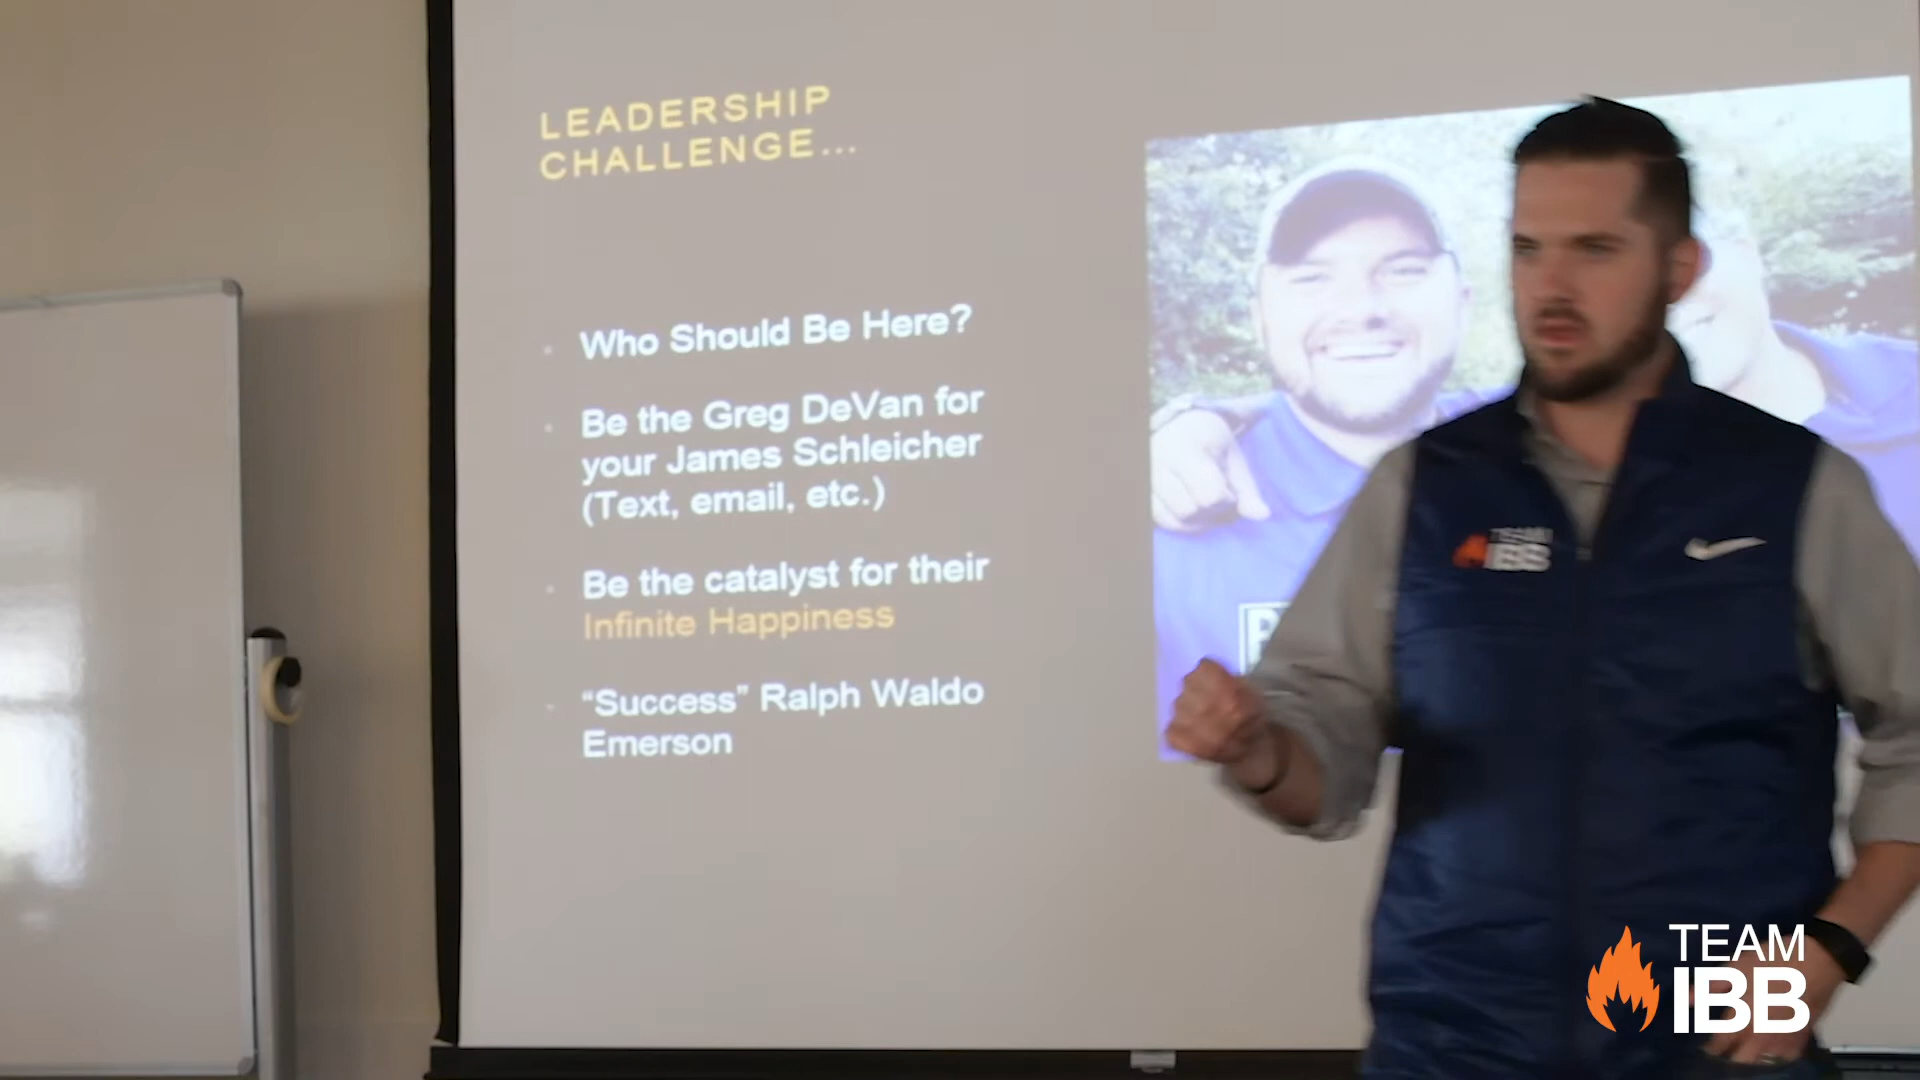 LEADERSHIP
CHALLENGE...
Who Should Be Here?
Be the Greg DeVan for
your James Schleicher
(Text, email, etc.)
Be the catalyst for their
Infinite Happiness
“Success” Ralph Waldo
Emerson
TEAM
IBB
TEAM
IBB